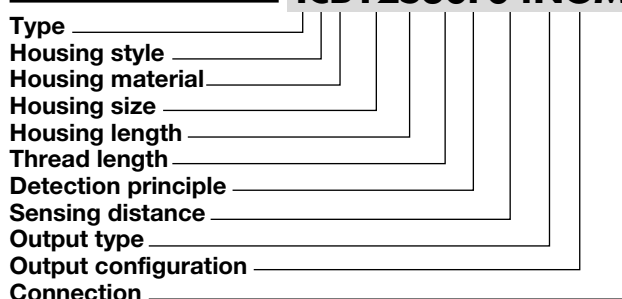 Type
Housing style
Housing material
Housing size
Housing length
Thread length
Detection principle
Sensing distance
Output type
Output configuration
Connection